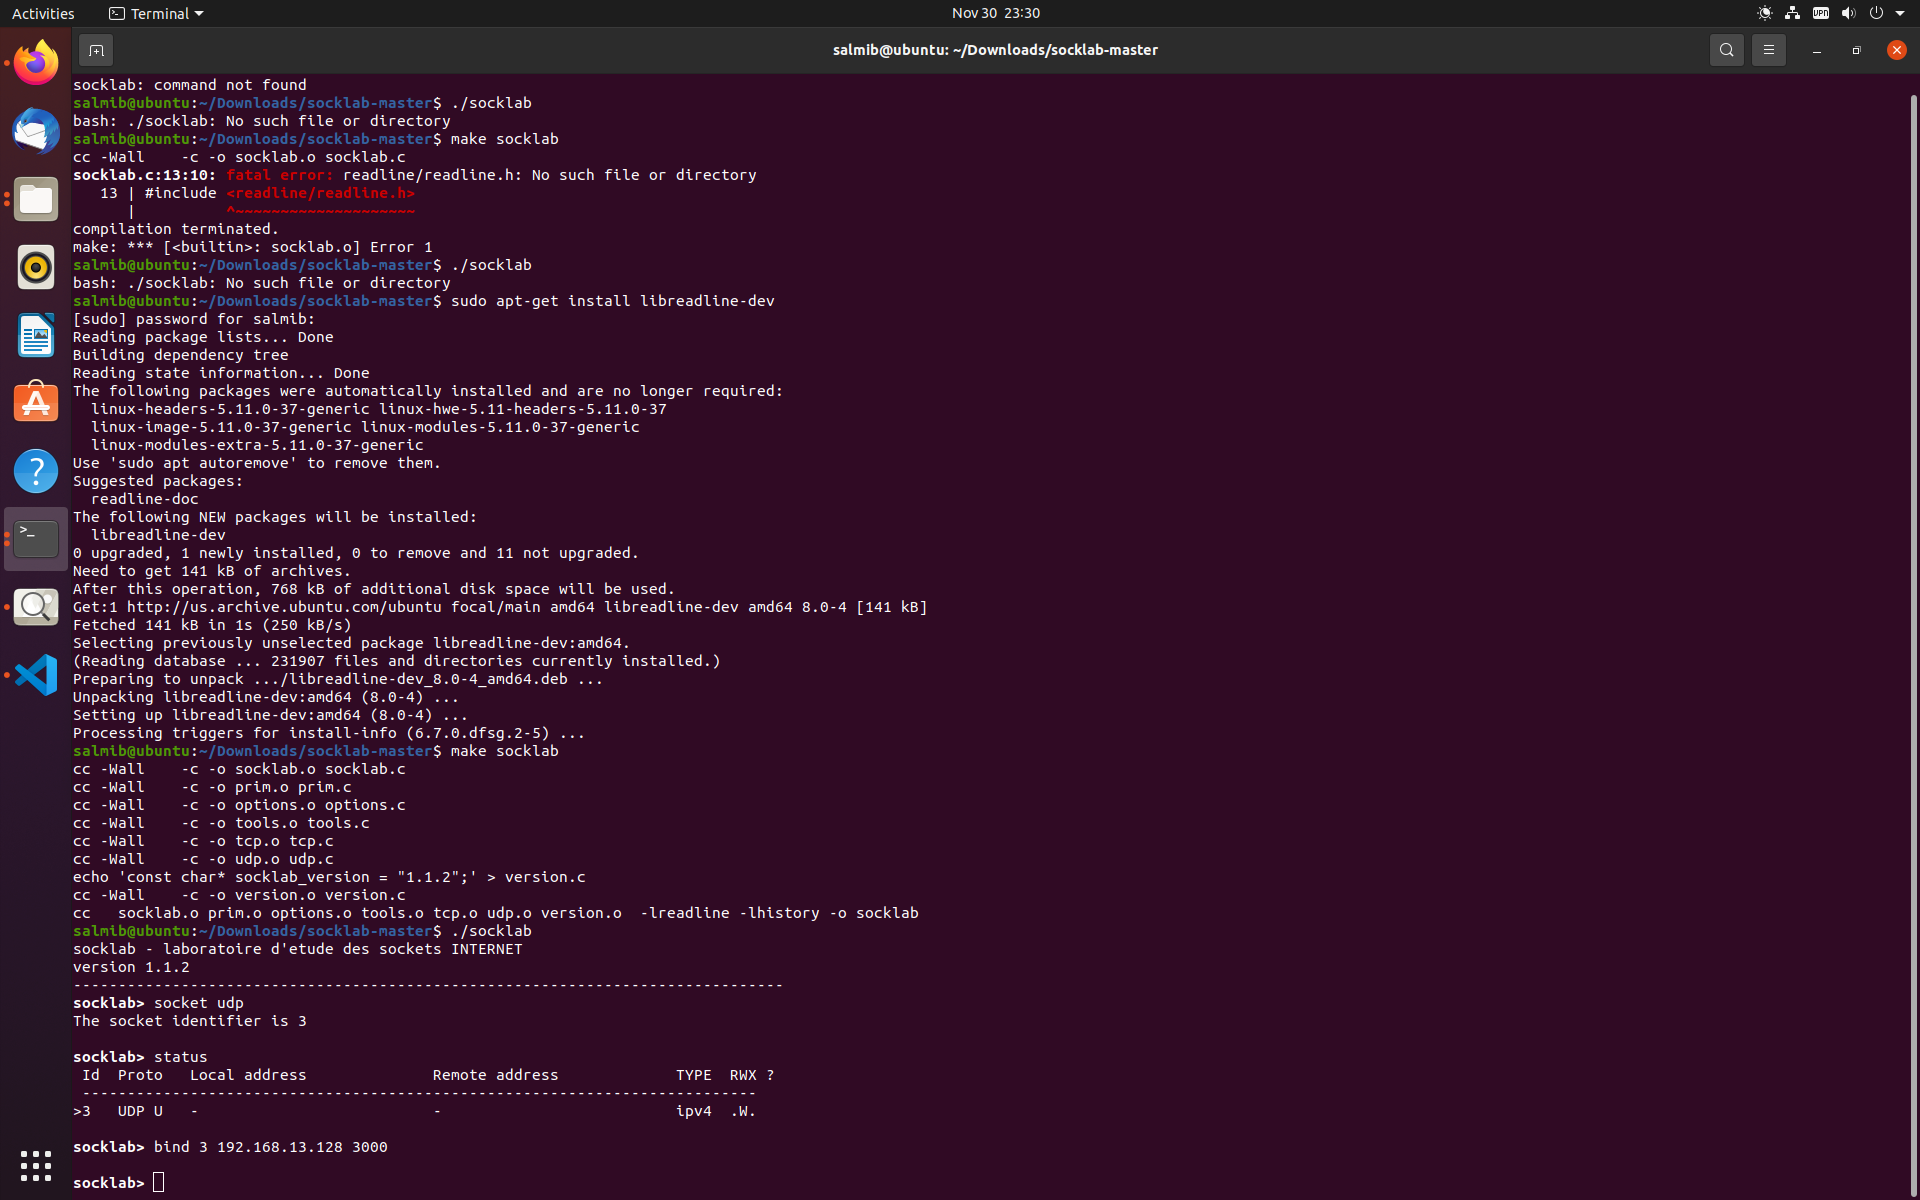 Activities
Terminal
Nov 30 23:30
VPN
salmib@ubuntu: ~/Downloads/socklab-master
socklab: command not found
salmib@ubuntu:~/Downloads/socklab-master$ ./socklab
bash: ./socklab: No such file or directory
salmib@ubuntu:~/Downloads/socklab-master$ make socklab
cc -Wall    -c -o socklab.o socklab.c
socklab.c:13:10: fatal error: readline/readline.h: No such file or directory
   13 | #include <readline/readline.h>
      |          ^~~~~~~~~~~~~~~~~~~~~
compilation terminated.
make: *** [<builtin>: socklab.o] Error 1
salmib@ubuntu:~/Downloads/socklab-master$ ./socklab
bash: ./socklab: No such file or directory
salmib@ubuntu:~/Downloads/socklab-master$ sudo apt-get install libreadline-dev
[sudo] password for salmib:
Reading package lists... Done
Building dependency tree
Reading state information... Done
The following packages were automatically installed and are no longer required:
  linux-headers-5.11.0-37-generic linux-hwe-5.11-headers-5.11.0-37
  linux-image-5.11.0-37-generic linux-modules-5.11.0-37-generic
  linux-modules-extra-5.11.0-37-generic
Use 'sudo apt autoremove' to remove them.
Suggested packages:
  readline-doc
The following NEW packages will be installed:
  libreadline-dev
0 upgraded, 1 newly installed, 0 to remove and 11 not upgraded.
Need to get 141 kB of archives.
After this operation, 768 kB of additional disk space will be used.
Get:1 http://us.archive.ubuntu.com/ubuntu focal/main amd64 libreadline-dev amd64 8.0-4 [141 kB]
Fetched 141 kB in 1s (250 kB/s)
Selecting previously unselected package libreadline-dev:amd64.
(Reading database ... 231907 files and directories currently installed.)
Preparing to unpack .../libreadline-dev_8.0-4_amd64.deb ...
Unpacking libreadline-dev:amd64 (8.0-4) ...
Setting up libreadline-dev:amd64 (8.0-4) ...
Processing triggers for install-info (6.7.0.dfsg.2-5) ...
salmib@ubuntu:~/Downloads/socklab-master$ make socklab
cc -Wall    -c -o socklab.o socklab.c
cc -Wall    -c -o prim.o prim.c
cc -Wall    -c -o options.o options.c
cc -Wall    -c -o tools.o tools.c
cc -Wall    -c -o tcp.o tcp.c
cc -Wall    -c -o udp.o udp.c
echo 'const char* socklab_version = "1.1.2";' > version.c
cc -Wall    -c -o version.o version.c
cc   socklab.o prim.o options.o tools.o tcp.o udp.o version.o  -lreadline -lhistory -o socklab
salmib@ubuntu:~/Downloads/socklab-master$ ./socklab
socklab - laboratoire d'etude des sockets INTERNET
version 1.1.2
-------------------------------------------------------------------------------
socklab> socket udp
The socket identifier is 3
socklab> status
 Id  Proto   Local address              Remote address             TYPE  RWX ?
 ---------------------------------------------------------------------------
>3   UDP U   -                          -                          ipv4  .W.
socklab> bind 3 192.168.13.128 3000
socklab>